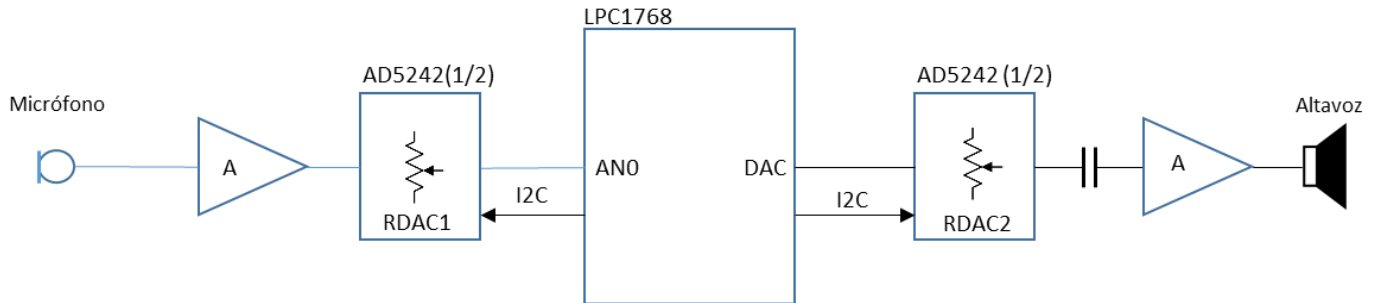 LPC1768
AD5242(1/2)
AD5242 (1/2)
Micrófono
Altavoz
A
AN0
DAC
A
I2C
I2C
RDAC1
RDAC2